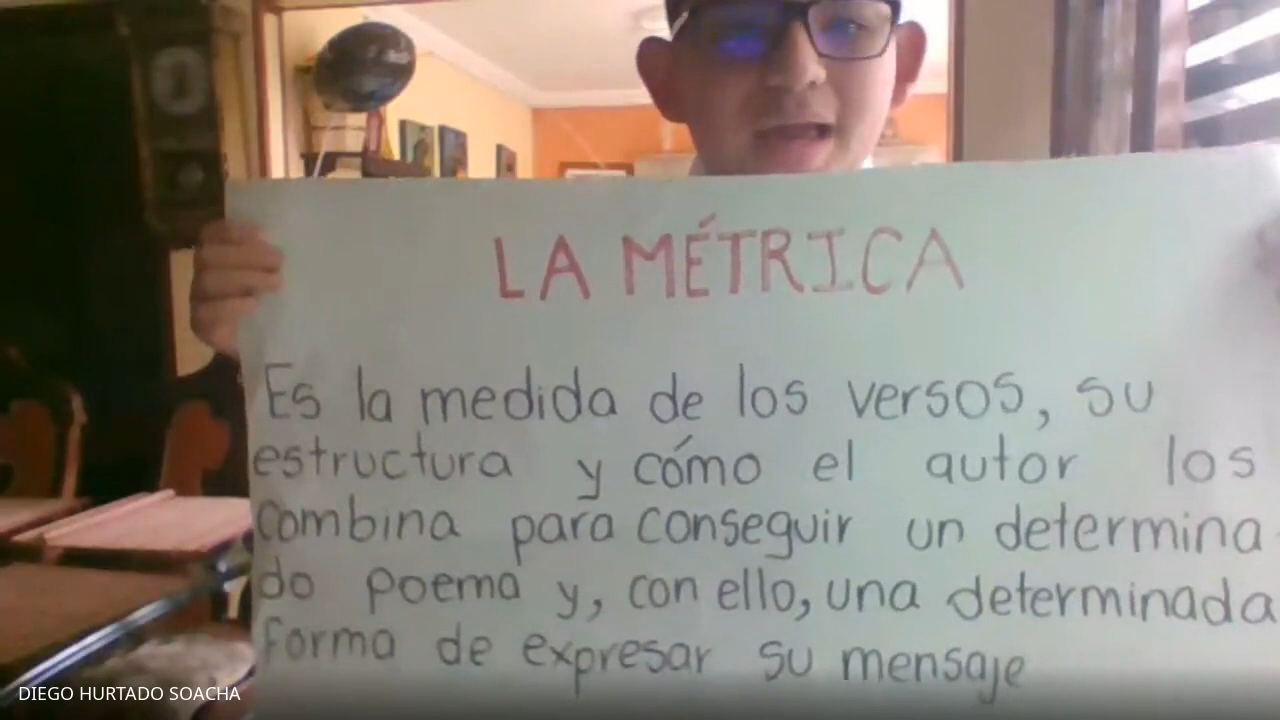 LA MÉTRICA
Es la medida de los versos, su
estructura y cómo el autor los
combina para conseguir un determina-
do poema y, con ello, una determinada
forma de expresar su mensaje
DIEGO HURTADO SOACHA